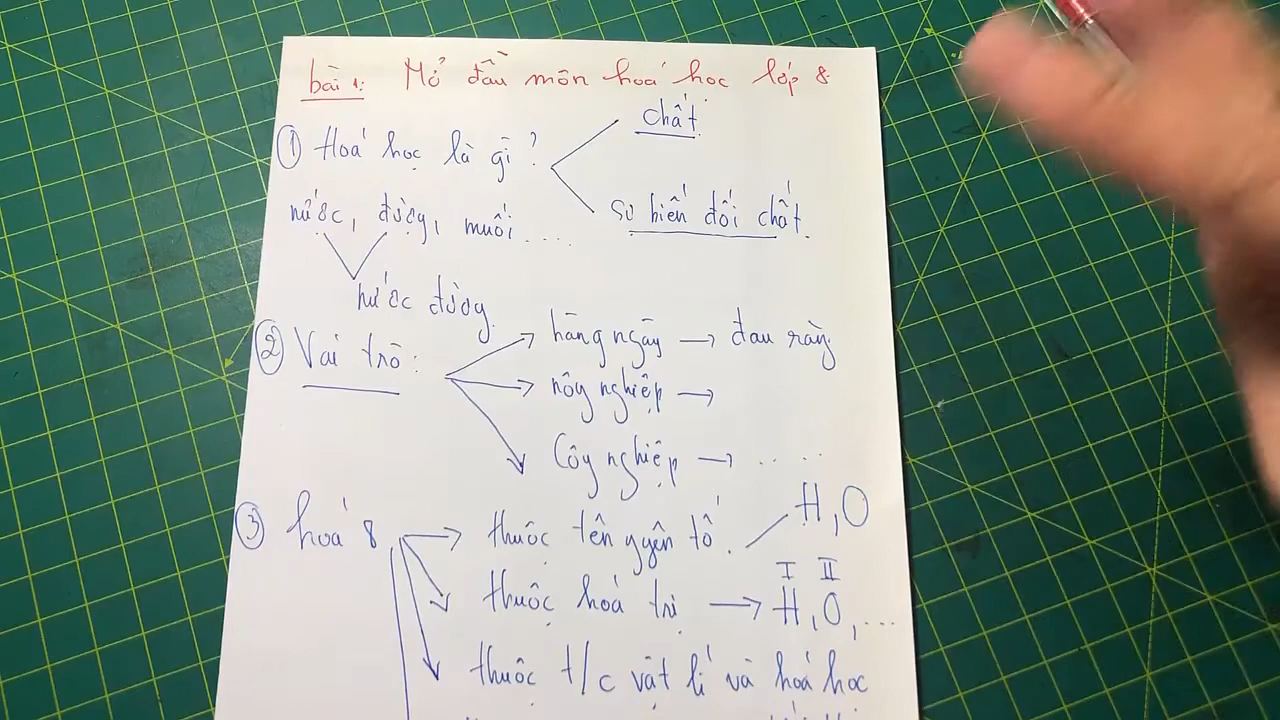 bài 1: Mở đầu môn hoá học lớp 8
chất.
① Hoá học là gì?
sự biến đổi chất.
nước, đường, muối....
nước đường
② Vai trò: hàng ngày → đau răng
nông nghiệp →
Công nghiệp → .....
③ hoá 8 thuộc tên nguyên tố. H, O
I II
thuộc hoá trị → H, O, ...
thuộc t/c vật lí và hoá học